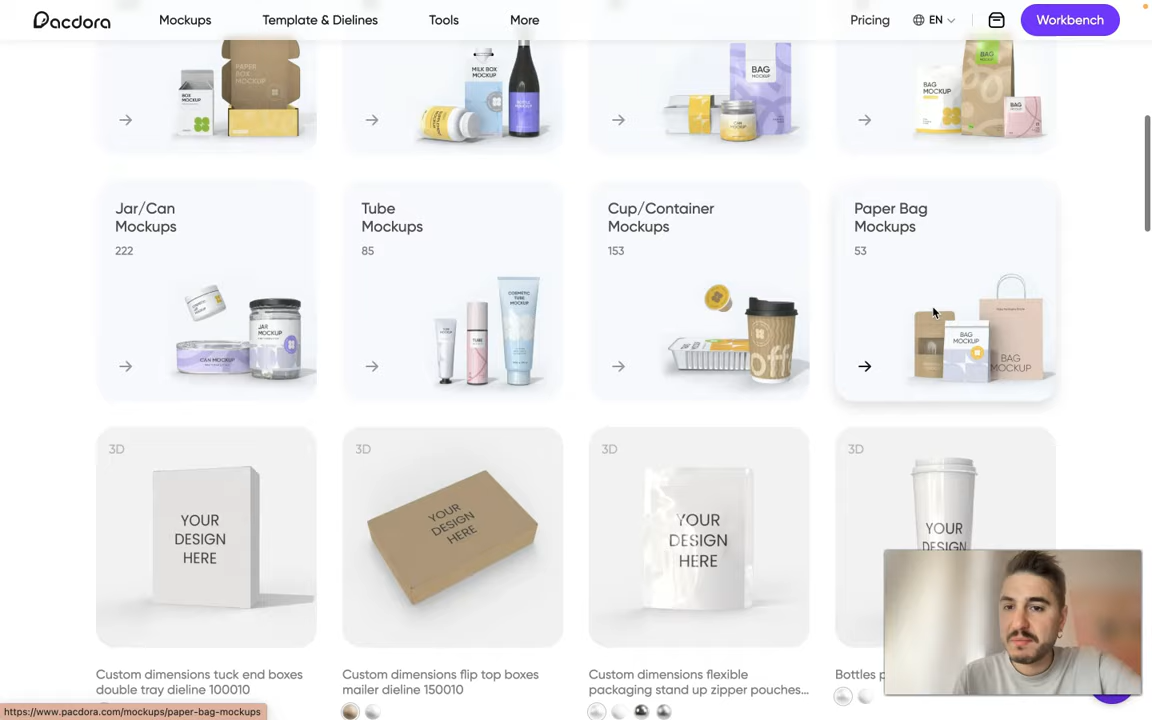 Pacdora
Mockups
Template & Dielines
Tools
More
Pricing
EN
Workbench
BOX
MOCKUP
PAPER
BOX
MOCKUP
MILK BOX
MOCKUP
BAG
MOCKUP
BAG
MOCKUP
BAG
BAG
Jar/Can
Mockups
222
JAR
MOCKUP
CAN MOCKUP
Tube
Mockups
85
COSMETIC
TUBE
MOCKUP
Cup/Container
Mockups
153
Paper Bag
Mockups
53
BAG
MOCKUP
BAG
MOCKUP
3D
YOUR
DESIGN
HERE
3D
YOUR
DESIGN
HERE
3D
YOUR
DESIGN
HERE
3D
YOUR
DESIGN
Custom dimensions tuck end boxes
double tray dieline 100010
Custom dimensions flip top boxes
mailer dieline 150010
Custom dimensions flexible
packaging stand up zipper pouches...
Bottles p
https://www.pacdora.com/mockups/paper-bag-mockups